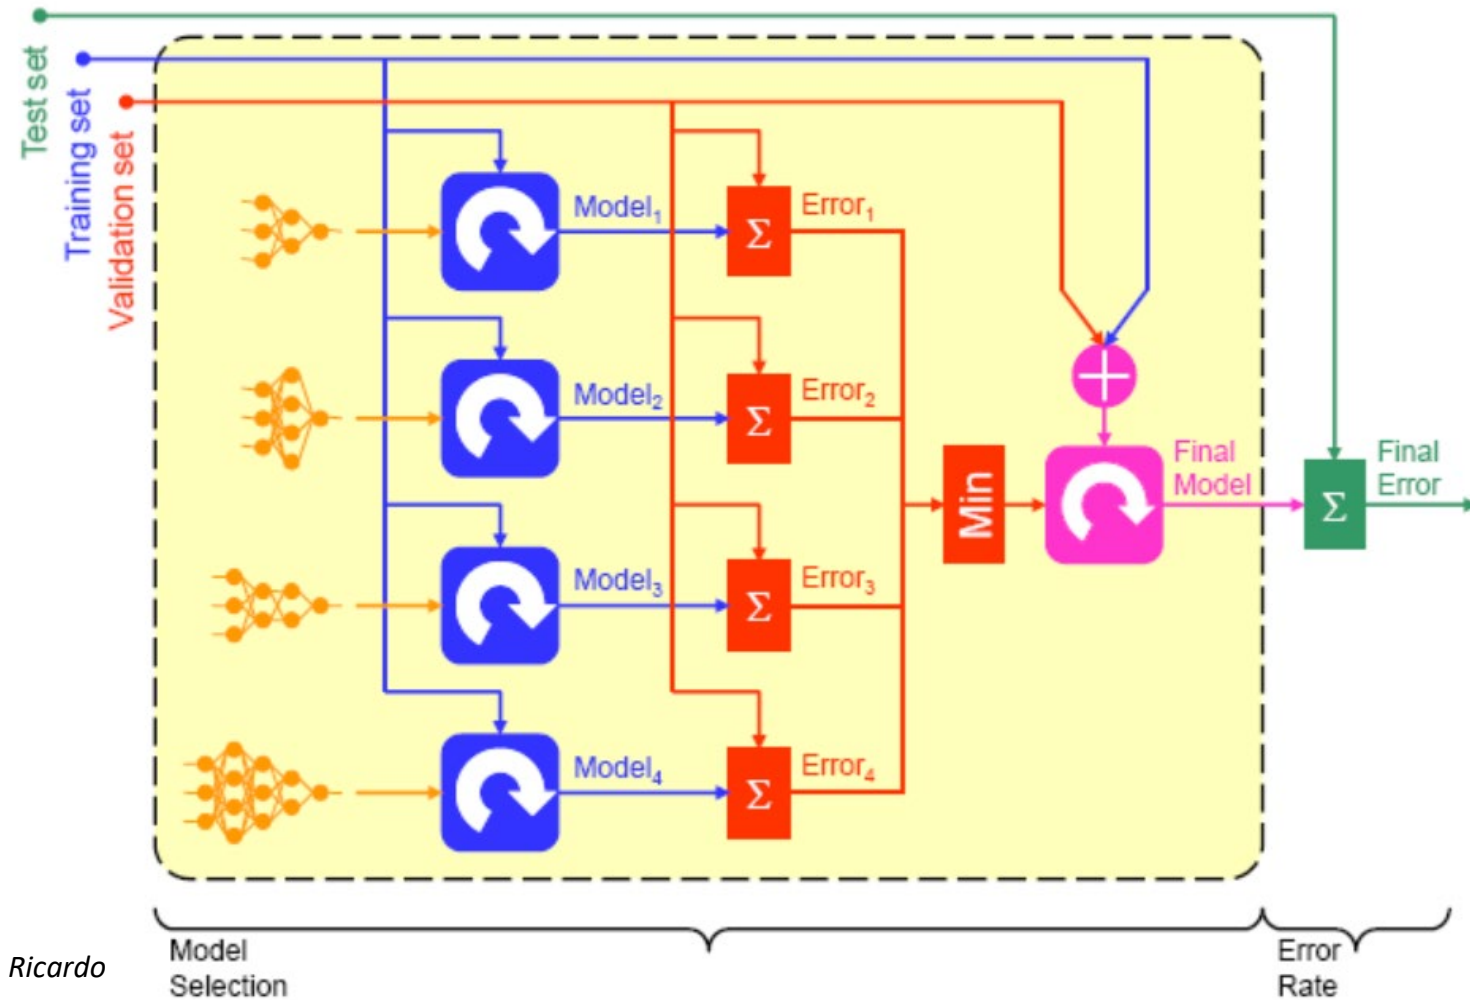 Test set
Training set
Validation set
Model₁
Error₁
Σ
Model₂
Error₂
Σ
Min
Final
Model
Final
Error
Σ
Model₃
Error₃
Σ
Model₄
Error₄
Σ
Ricardo
Model
Selection
Error
Rate